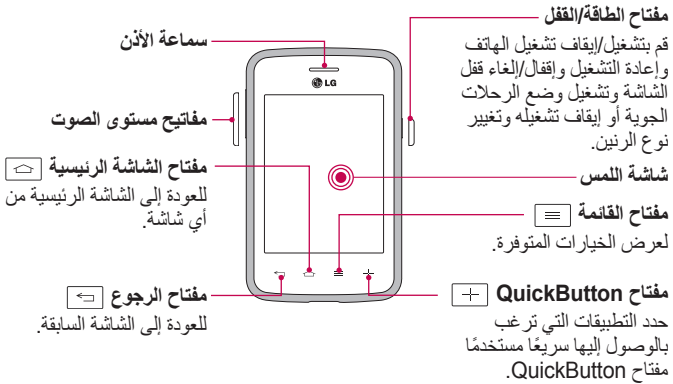 مفتاح الطاقة/القفل
قم بتشغيل/إيقاف تشغيل الهاتف
وإعادة التشغيل وإقفال/إلغاء قفل
الشاشة وتشغيل وضع الرحلات
الجوية أو إيقاف تشغيله وتغيير
نوع الرنين.
شاشة اللمس
مفتاح القائمة
لعرض الخيارات المتوفرة.
مفتاح QuickButton
حدد التطبيقات التي ترغب
بالوصول إليها سريعًا مستخدمًا
مفتاح QuickButton.
LG
سماعة الأذن
مفاتيح مستوى الصوت
مفتاح الشاشة الرئيسية
للعودة إلى الشاشة الرئيسية من
أي شاشة.
مفتاح الرجوع
للعودة إلى الشاشة السابقة.